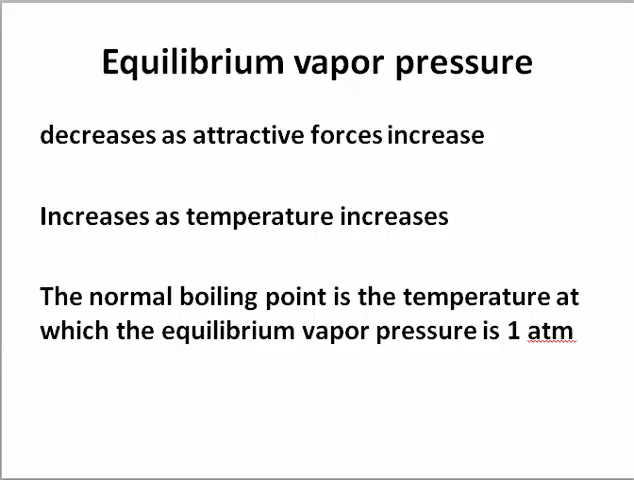 Equilibrium vapor pressure
decreases as attractive forces increase
Increases as temperature increases
The normal boiling point is the temperature at
which the equilibrium vapor pressure is 1 atm